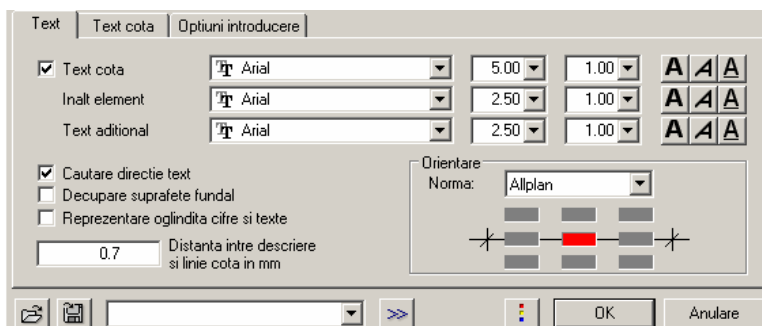 Text Text cota Optiuni introducere
Text cota Arial 5.00 1.00 A A A
Inalt element Arial 2.50 1.00 A A A
Text aditional Arial 2.50 1.00 A A A
Cautare directie text
Decupare suprafete fundal
Reprezentare oglindita cifre si texte
0.7 Distanta intre descriere
si linie cota in mm
Orientare
Norma: Allplan
>> OK Anulare